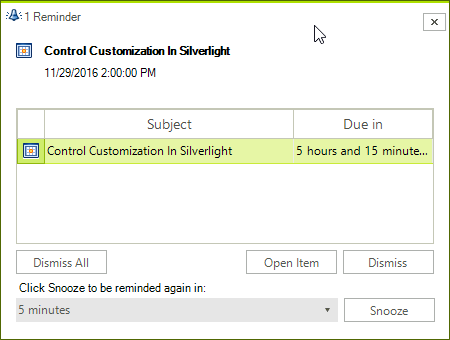 1 Reminder
Control Customization In Silverlight
11/29/2016 2:00:00 PM
Subject Due in
Control Customization In Silverlight 5 hours and 15 minute...
Dismiss All Open Item Dismiss
Click Snooze to be reminded again in:
5 minutes Snooze